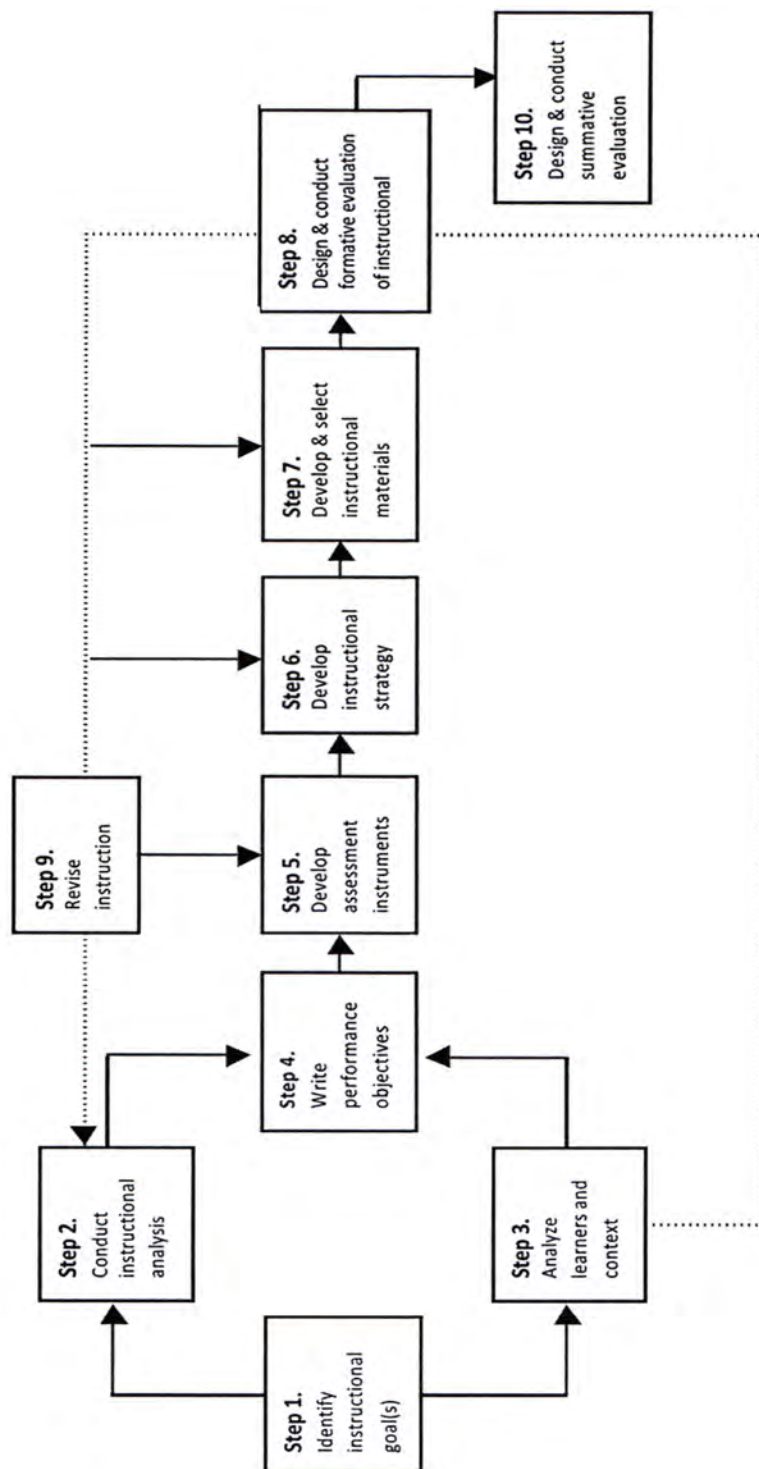 Step 1.
Identify
instructional
goal(s)
Step 2.
Conduct
instructional
analysis
Step 3.
Analyze
learners and
context
Step 4.
Write
performance
objectives
Step 5.
Develop
assessment
instruments
Step 6.
Develop
instructional
strategy
Step 7.
Develop & select
instructional
materials
Step 8.
Design & conduct
formative evaluation
of instructional
Step 9.
Revise
instruction
Step 10.
Design & conduct
summative
evaluation